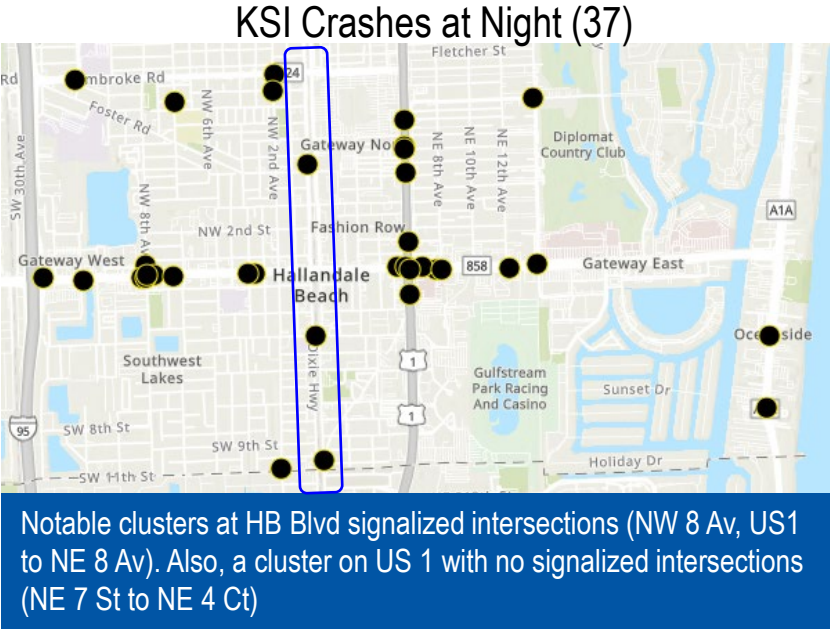 KSI Crashes at Night (37)
Fletcher St
Rd
mbroke Rd
24
Foster Rd
NW 6th Ave
NW 2nd Ave
Gateway No
NE 8th Ave
NE 10th Ave
NE 12th Ave
Diplomat
Country Club
SW 30th Ave
NW 8th Av
A1A
NW 2nd St
Fashion Row
Gateway West
858
Gateway East
Hallandale
Beach
Oce
side
Dixie Hwy
1
Southwest
Lakes
Gulfstream
Park Racing
And Casino
Sunset Dr
1
95
SW 8th St
SW 9th St
Holiday Dr
SW 11th St
Notable clusters at HB Blvd signalized intersections (NW 8 Av, US1
to NE 8 Av). Also, a cluster on US 1 with no signalized intersections
(NE 7 St to NE 4 Ct)